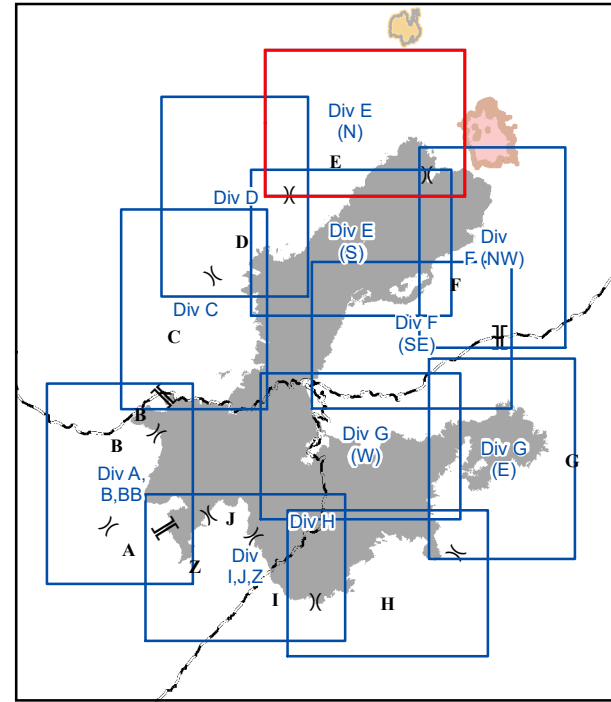 Div E
(N)
E
Div D
D
Div E
(S)
Div
F (NW)
F
Div C
C
Div F
(SE)
B
B
Div G
(W)
Div G
(E)
G
Div A,
B,BB
J
Div H
A
Z
Div
I,J,Z
I
H